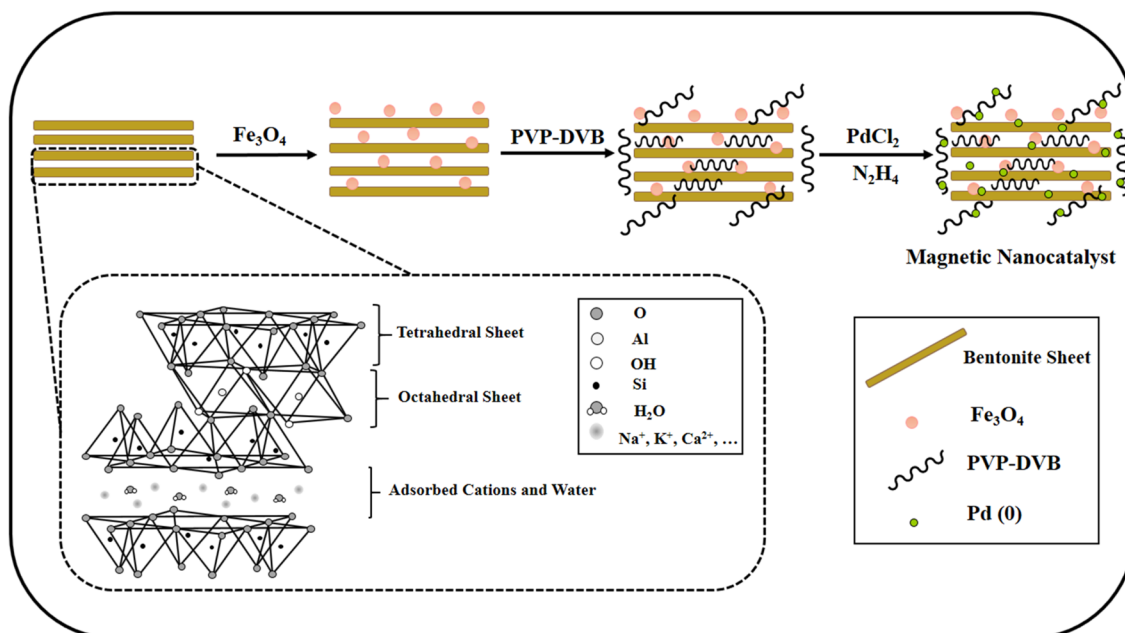 Fe₃O₄
PVP-DVB
PdCl₂
N₂H₄
Magnetic Nanocatalyst
Tetrahedral Sheet
Octahedral Sheet
Adsorbed Cations and Water
O
Al
OH
Si
H₂O
Na⁺, K⁺, Ca²⁺, ...
Bentonite Sheet
Fe₃O₄
PVP-DVB
Pd (0)